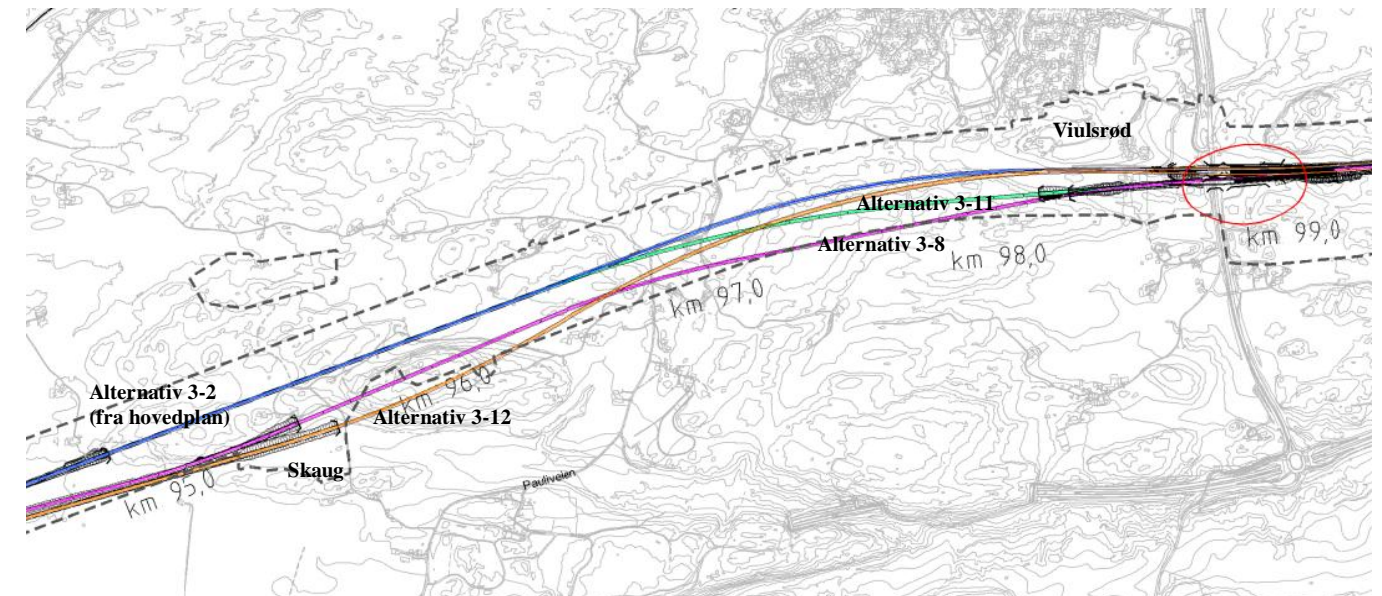 Viulsrød
Alternativ 3-11
Alternativ 3-8
km 99,0
km 98,0
km 97,0
Alternativ 3-2
(fra hovedplan)
km 96,0
Alternativ 3-12
Skaug
km 95,0
Pauliveien